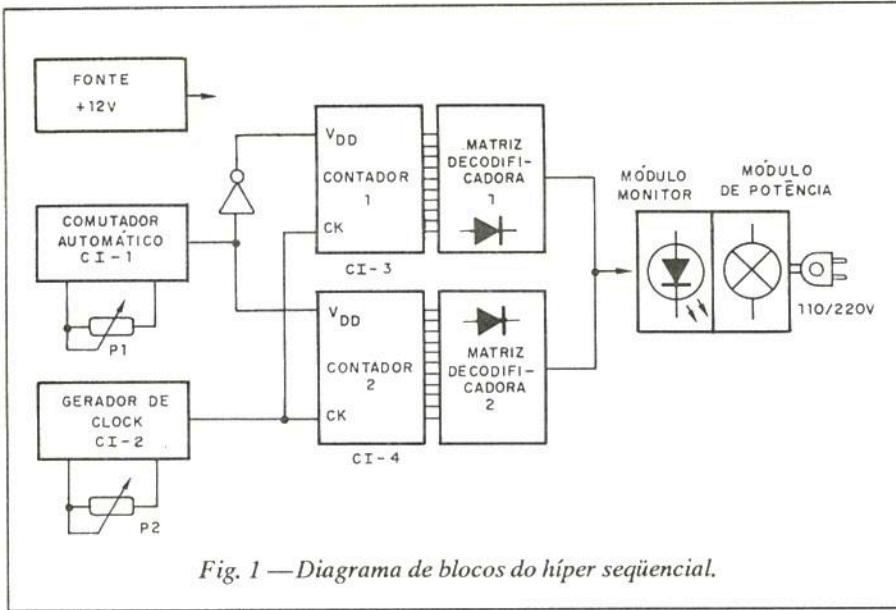 FONTE
+12V
COMUTADOR
AUTOMÁTICO
CI-1
P1
GERADOR DE
CLOCK
CI-2
P2
VDD
CONTADOR
1
CK
CI-3
MATRIZ
DECODIFI-
CADORA
1
VDD
CONTADOR
2
CK
CI-4
MATRIZ
DECODIFI-
CADORA
2
MÓDULO
MONITOR
MÓDULO
DE POTÊNCIA
110/220V
Fig. 1 — Diagrama de blocos do híper seqüencial.